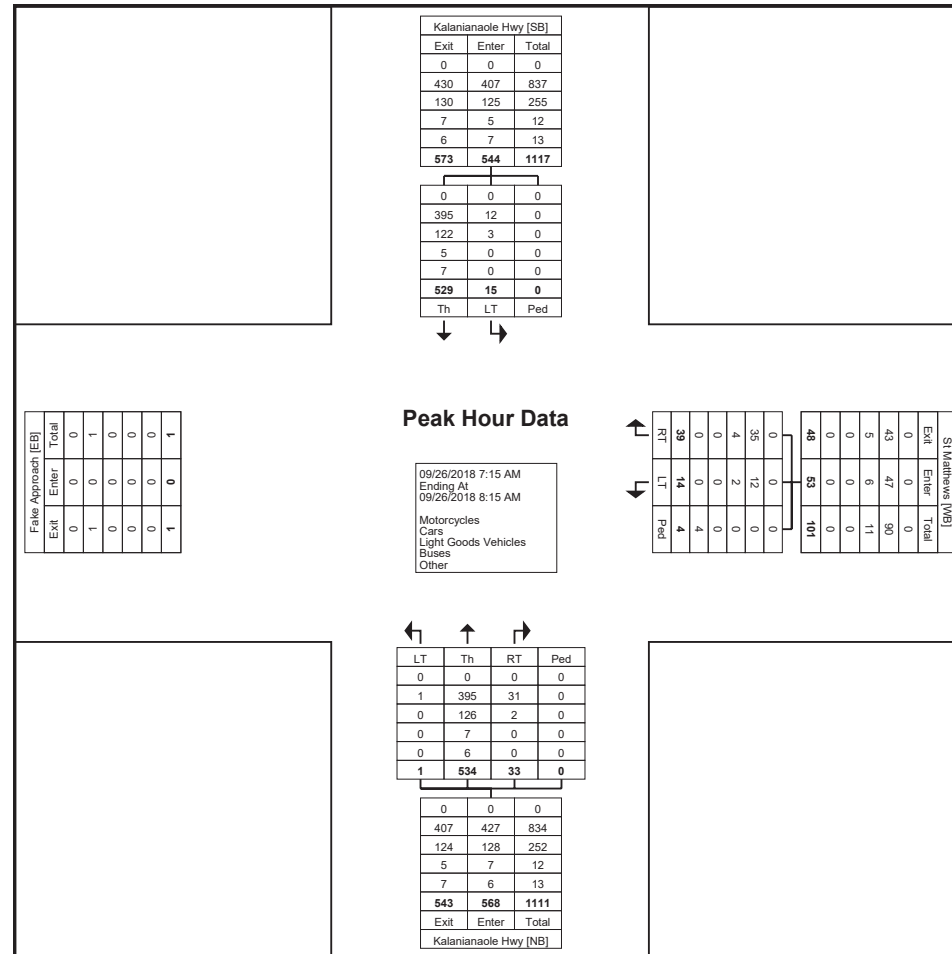 Kalanianaole Hwy [SB]
Exit Enter Total
0 0 0
430 407 837
130 125 255
7 5 12
6 7 13
573 544 1117
0 0 0
395 12 0
122 3 0
5 0 0
7 0 0
529 15 0
Th LT Ped
Fake Approach [EB]
Total 0 1 0 0 0 1
Enter 0 0 0 0 0 0
Exit 0 1 0 0 0 1
Peak Hour Data
09/26/2018 7:15 AM
Ending At
09/26/2018 8:15 AM
Motorcycles
Cars
Light Goods Vehicles
Buses
Other
RT 39 0 0 4 35 0
LT 14 0 0 2 12 0
Ped 4 4 0 0 0 0
48 0 0 5 43 0 Exit
53 0 0 6 47 0 Enter
101 0 0 11 90 0 Total
St Matthews [WB]
LT Th RT Ped
0 0 0 0
1 395 31 0
0 126 2 0
0 7 0 0
0 6 0 0
1 534 33 0
0 0 0
407 427 834
124 128 252
5 7 12
7 6 13
543 568 1111
Exit Enter Total
Kalanianaole Hwy [NB]